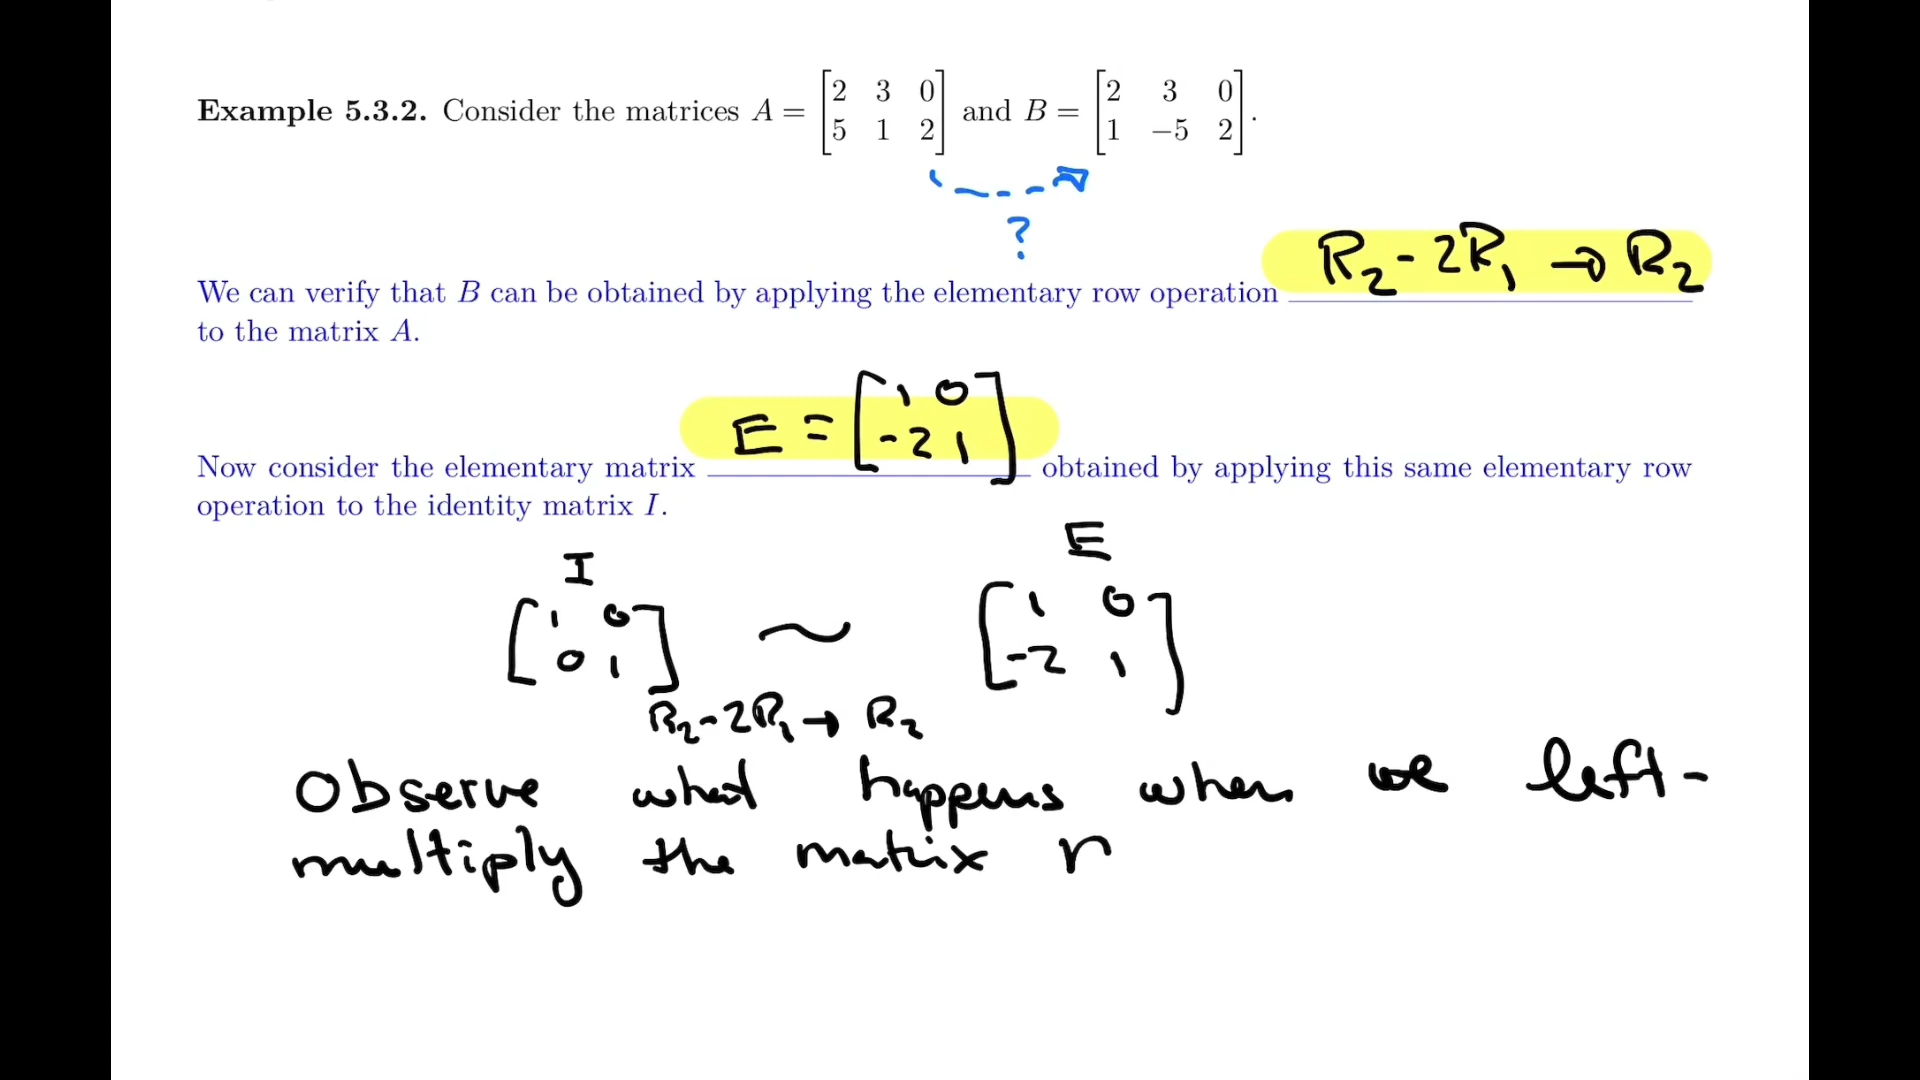 Example 5.3.2. Consider the matrices A = [2 3 0; 5 1 2] and B = [2 3 0; 1 −5 2].
?
We can verify that B can be obtained by applying the elementary row operation R₂ - 2R₁ → R₂
to the matrix A.
Now consider the elementary matrix E = [1 0; -2 1] obtained by applying this same elementary row
operation to the identity matrix I.
I E
[1 0; 0 1] ~ [1 0; -2 1]
R₂ - 2R₁ → R₂
Observe what happens when we left-
multiply the matrix